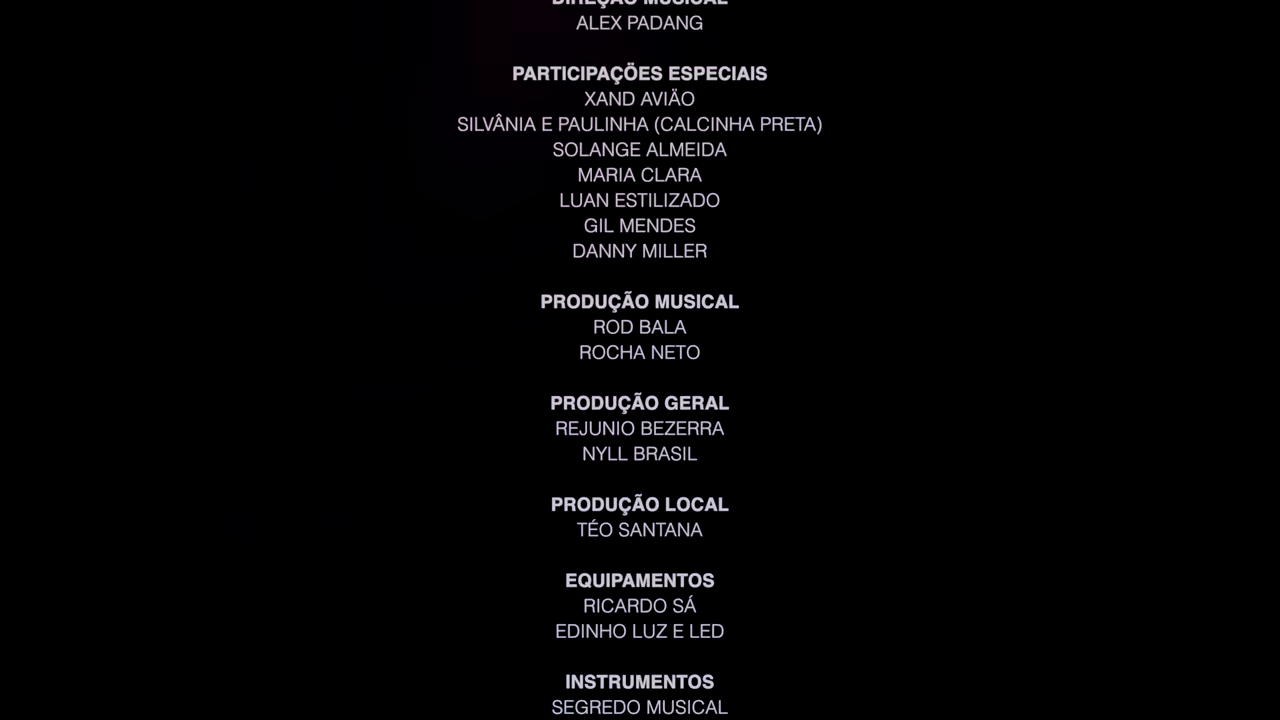 DIREÇÃO MUSICAL
ALEX PADANG
PARTICIPAÇÕES ESPECIAIS
XAND AVIÃO
SILVÂNIA E PAULINHA (CALCINHA PRETA)
SOLANGE ALMEIDA
MARIA CLARA
LUAN ESTILIZADO
GIL MENDES
DANNY MILLER
PRODUÇÃO MUSICAL
ROD BALA
ROCHA NETO
PRODUÇÃO GERAL
REJUNIO BEZERRA
NYLL BRASIL
PRODUÇÃO LOCAL
TÉO SANTANA
EQUIPAMENTOS
RICARDO SÁ
EDINHO LUZ E LED
INSTRUMENTOS
SEGREDO MUSICAL